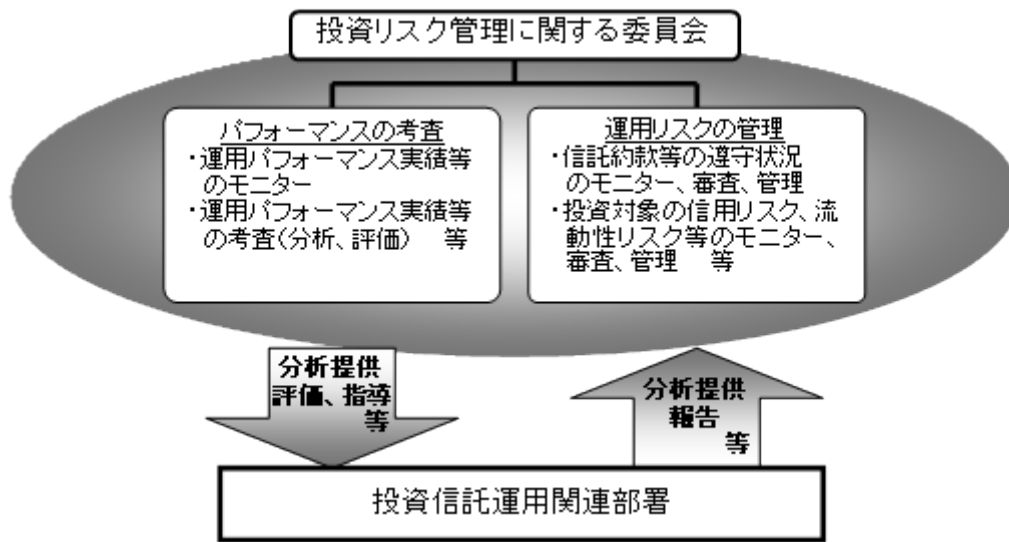 投資リスク管理に関する委員会
パフォーマンスの考査
・運用パフォーマンス実績等
のモニター
・運用パフォーマンス実績等
の考査(分析、評価) 等
運用リスクの管理
・信託約款等の遵守状況
のモニター、審査、管理
・投資対象の信用リスク、流
動性リスク等のモニター、
審査、管理 等
分析提供
評価、指導
等
分析提供
報告
等
投資信託運用関連部署